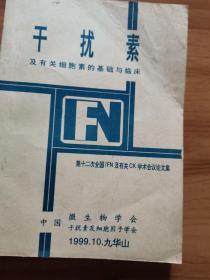 干扰素
及有关细胞素的基础与临床
IFN
第十二次全国IFN及有关CK学术会议论文集
中国 微生物学会
干扰素及细胞因子学会
1999.10.九华山